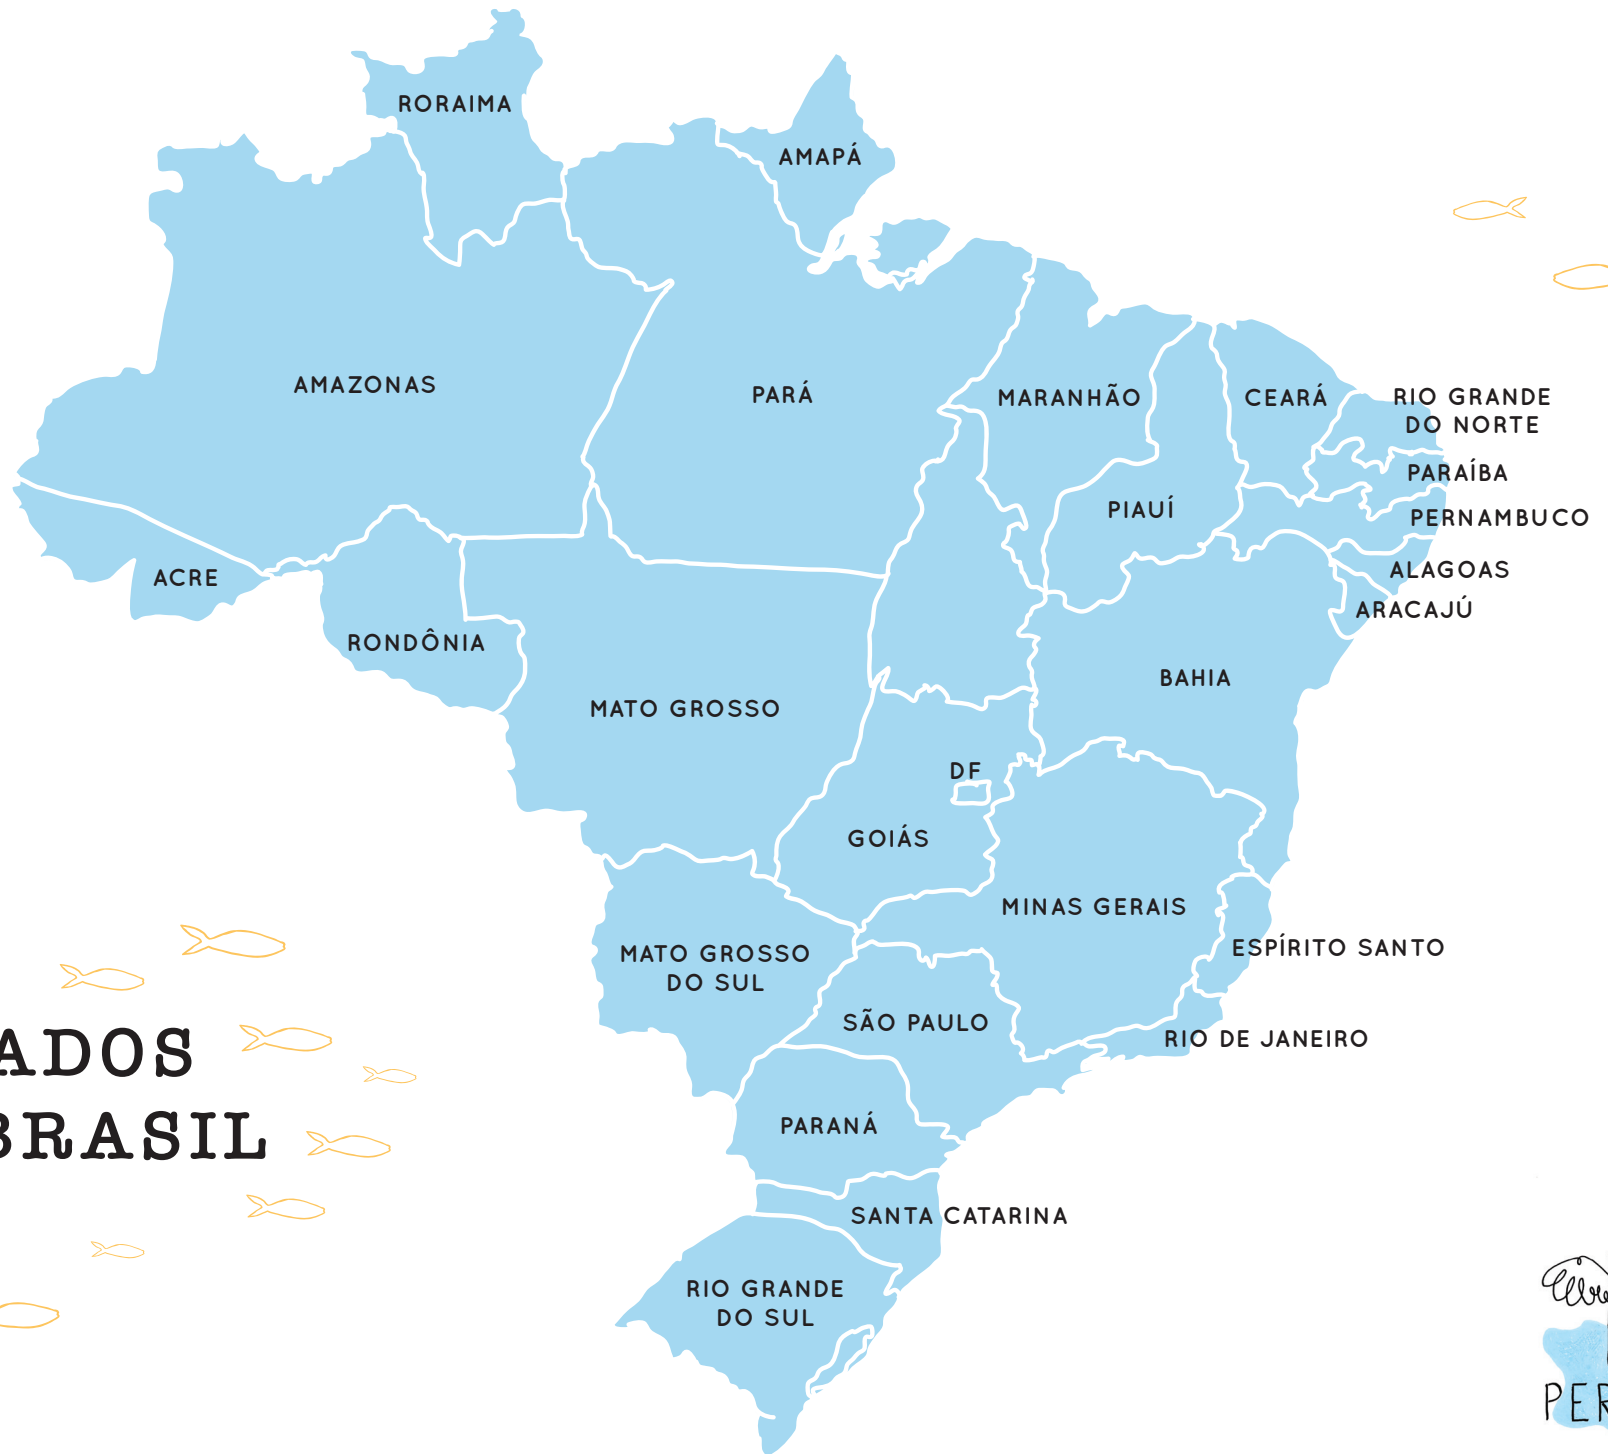 RORAIMA
AMAPÁ
AMAZONAS
PARÁ
MARANHÃO
CEARÁ
RIO GRANDE
DO NORTE
PARAÍBA
PIAUÍ
PERNAMBUCO
ALAGOAS
ACRE
ARACAJÚ
RONDÔNIA
BAHIA
MATO GROSSO
DF
GOIÁS
MINAS GERAIS
ESPÍRITO SANTO
MATO GROSSO
DO SUL
SÃO PAULO
RIO DE JANEIRO
ADOS
BRASIL
PARANÁ
SANTA CATARINA
RIO GRANDE
DO SUL
PER